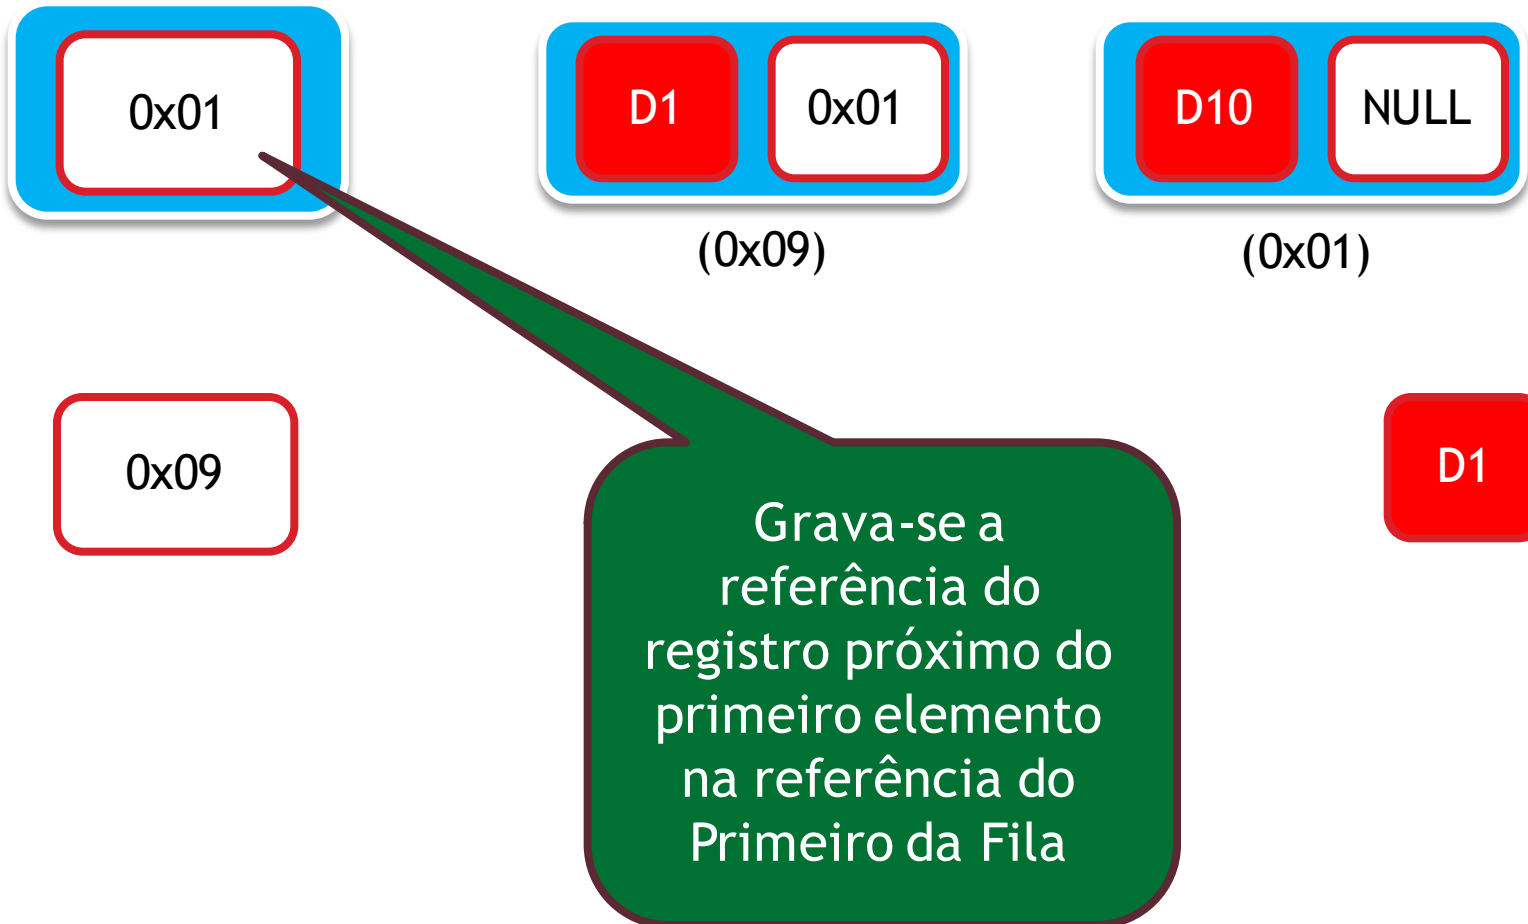 0x01
D1
0x01
D10
NULL
(0x09)
(0x01)
0x09
D1
Grava-se a
referência do
registro próximo do
primeiro elemento
na referência do
Primeiro da Fila